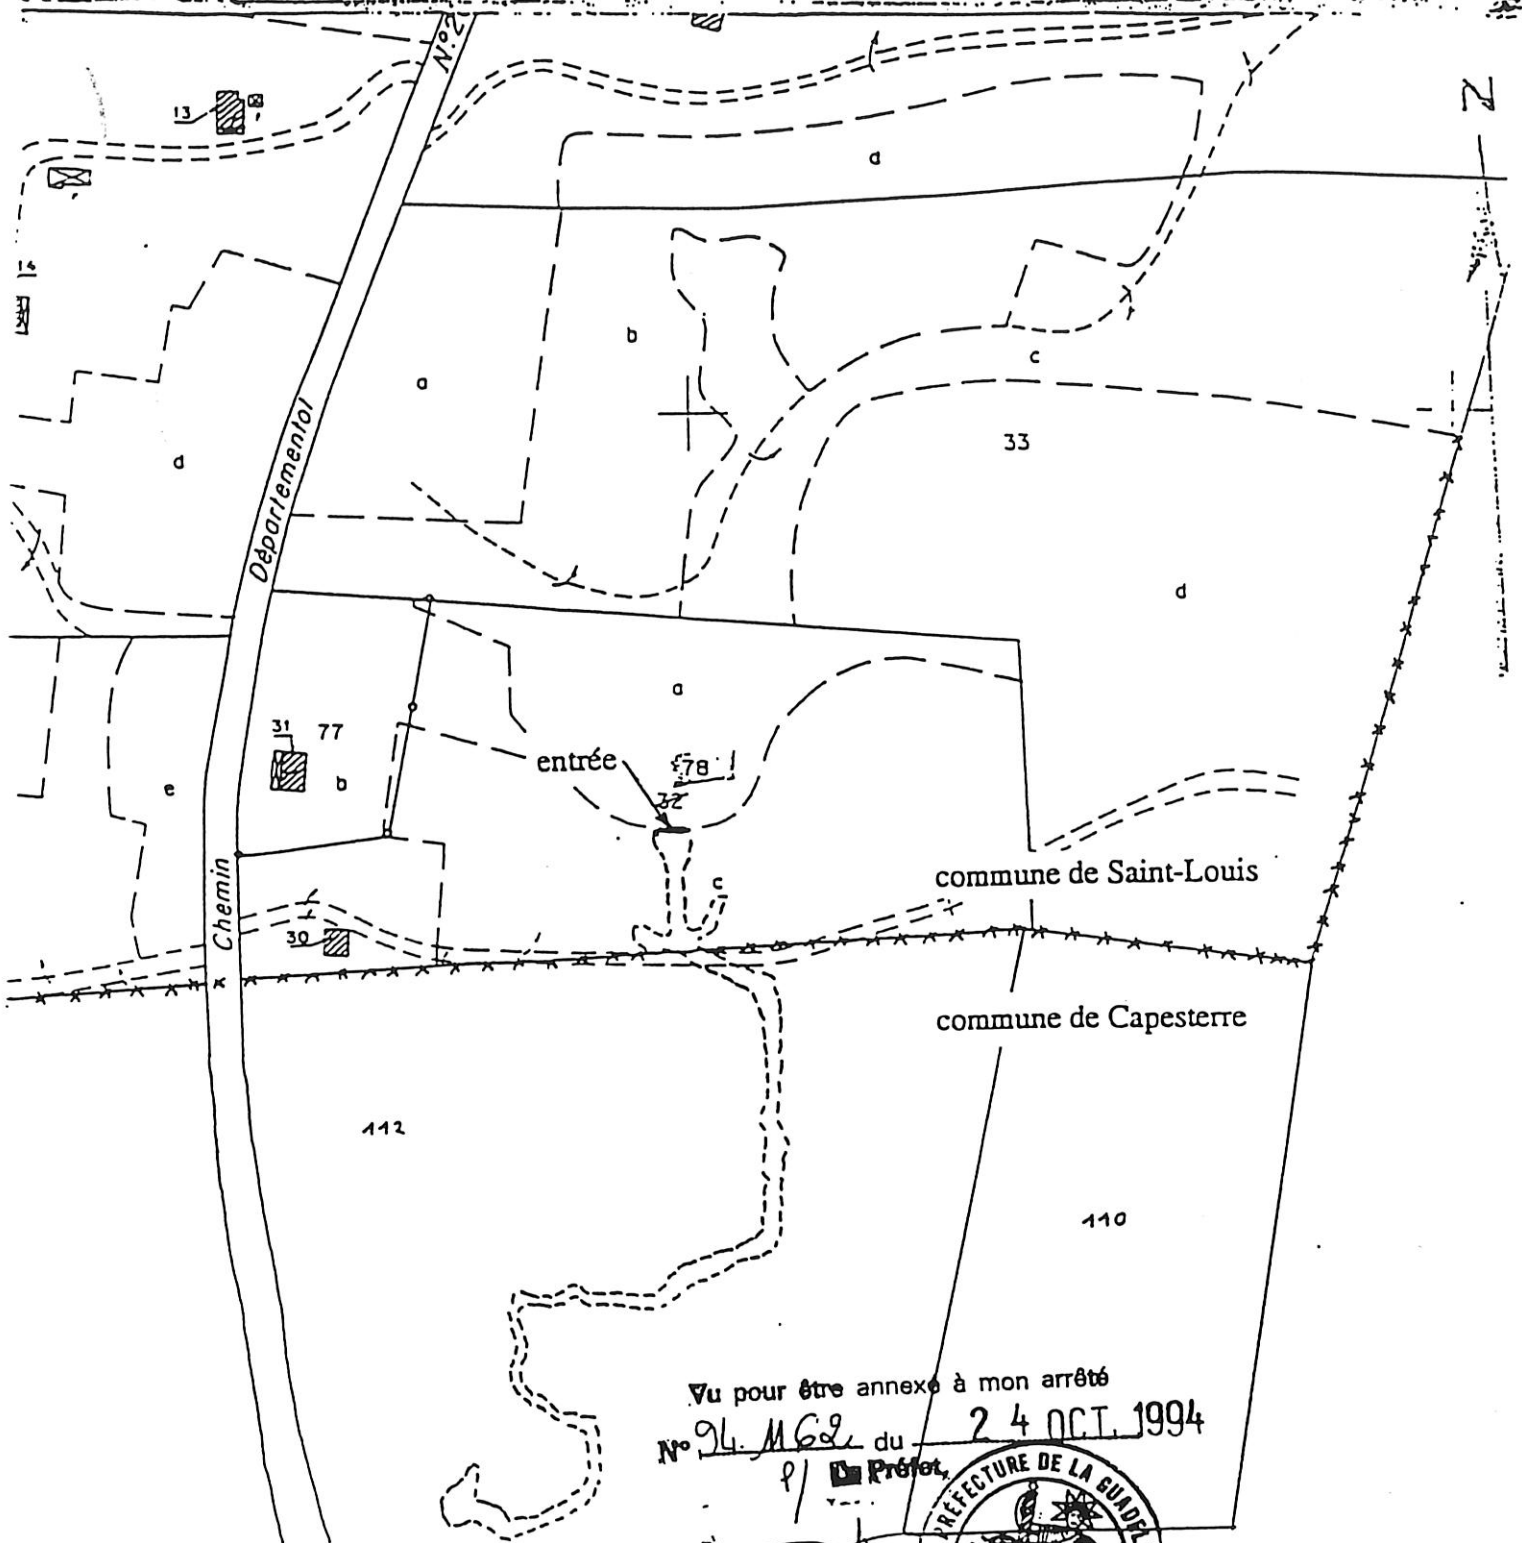 N.º 2
13
a
Z
14
b
c
a
33
d
Départemental
d
a
31
77
entrée
78
32
e
b
c
commune de Saint-Louis
Chemin
30
commune de Capesterre
112
110
Vu pour être annexé à mon arrêté
Nº 94.1162 du 24 OCT. 1994
P/ Le Préfet,
PRÉFECTURE DE LA GUADEL